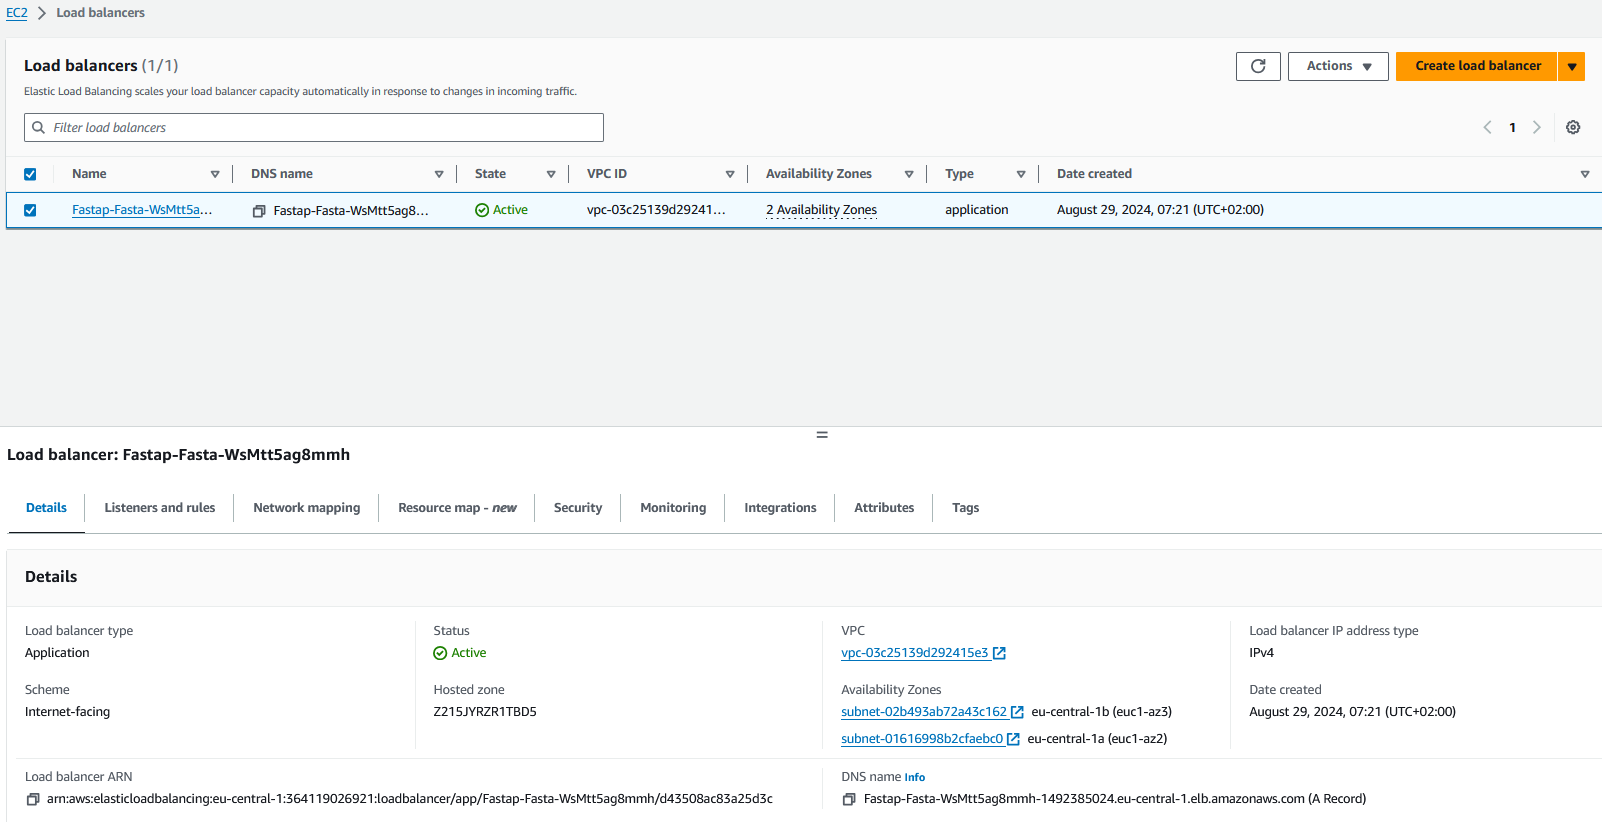 EC2 > Load balancers
Load balancers (1/1)
Actions
Create load balancer
Elastic Load Balancing scales your load balancer capacity automatically in response to changes in incoming traffic.
Filter load balancers
1
Name DNS name State VPC ID Availability Zones Type Date created
Fastap-Fasta-WsMtt5a... Fastap-Fasta-WsMtt5ag8... Active vpc-03c25139d29241... 2 Availability Zones application August 29, 2024, 07:21 (UTC+02:00)
Load balancer: Fastap-Fasta-WsMtt5ag8mmh
Details Listeners and rules Network mapping Resource map - new Security Monitoring Integrations Attributes Tags
Details
Load balancer type
Application
Status
Active
VPC
vpc-03c25139d292415e3
Load balancer IP address type
IPv4
Scheme
Internet-facing
Hosted zone
Z215JYRZR1TBD5
Availability Zones
subnet-02b493ab72a43c162 eu-central-1b (euc1-az3)
subnet-01616998b2cfaebc0 eu-central-1a (euc1-az2)
Date created
August 29, 2024, 07:21 (UTC+02:00)
Load balancer ARN
arn:aws:elasticloadbalancing:eu-central-1:364119026921:loadbalancer/app/Fastap-Fasta-WsMtt5ag8mmh/d43508ac83a25d3c
DNS name Info
Fastap-Fasta-WsMtt5ag8mmh-1492385024.eu-central-1.elb.amazonaws.com (A Record)